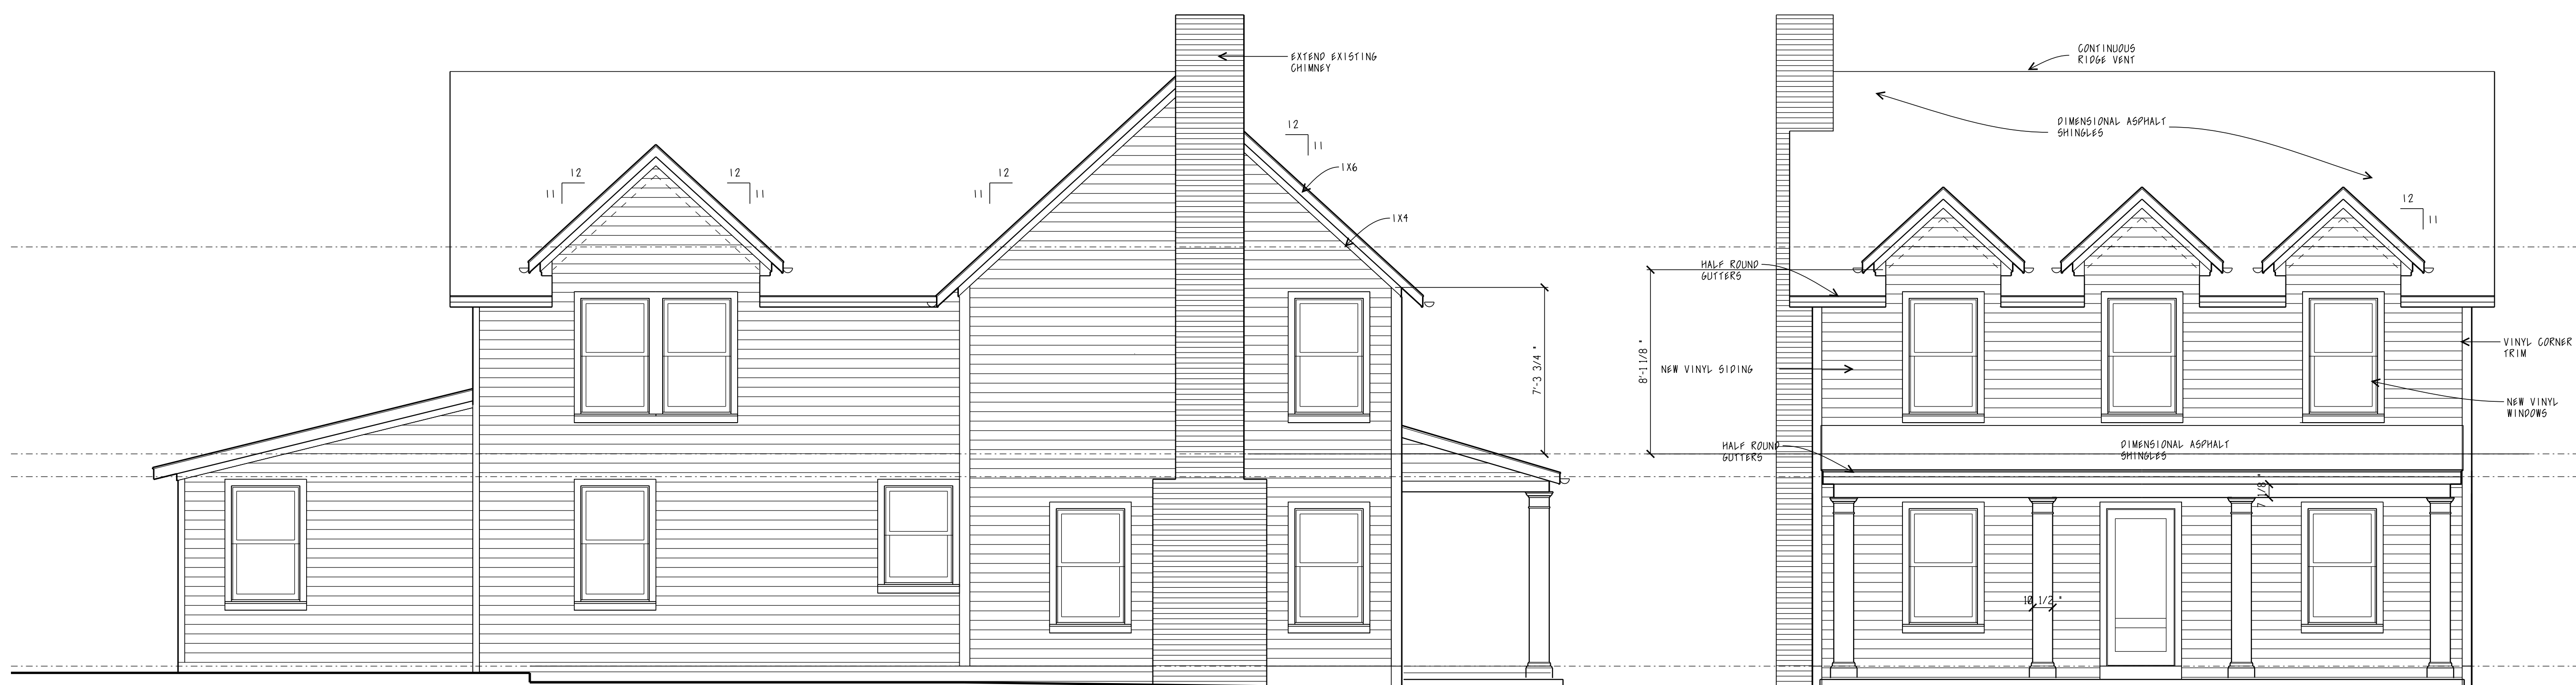 EXTEND EXISTING
CHIMNEY
12
11
1X6
1X4
12
11
12
11
12
11
7'-3 3/4 "
8'-1 1/8 "
CONTINUOUS
RIDGE VENT
DIMENSIONAL ASPHALT
SHINGLES
12
11
HALF ROUND
GUTTERS
NEW VINYL SIDING
VINYL CORNER
TRIM
NEW VINYL
WINDOWS
HALF ROUND
GUTTERS
DIMENSIONAL ASPHALT
SHINGLES
7 1/8 "
10 1/2 "